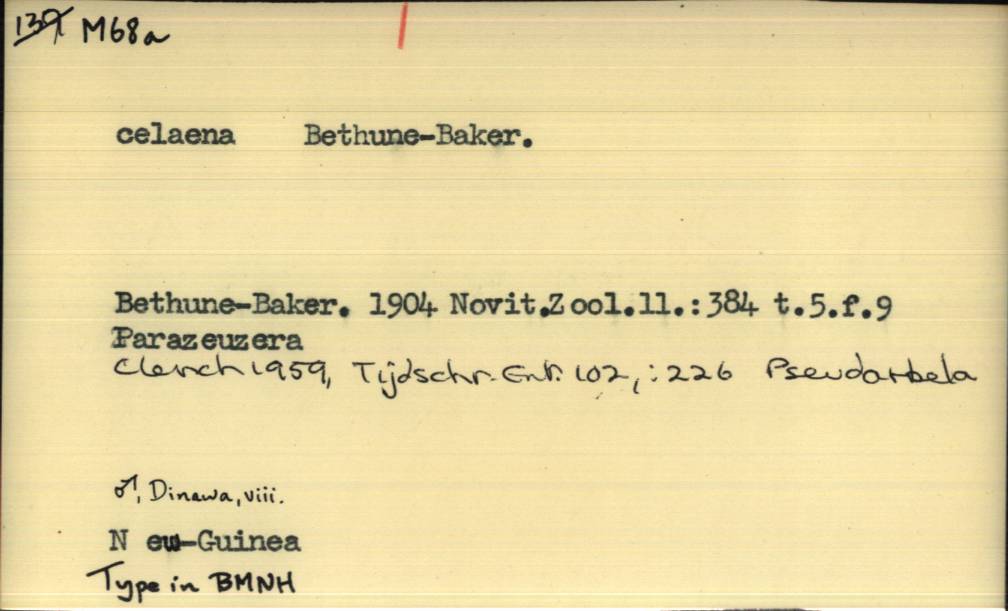 139 M68a
celaena Bethune-Baker.
Bethune-Baker. 1904 Novit.Zool.11.:384 t.5.f.9
Parazeuzera
Clench 1959, Tijdschr. Ent. 102,:226 Pseudarbela
♂, Dinawa, viii.
N ew-Guinea
Type in BMNH